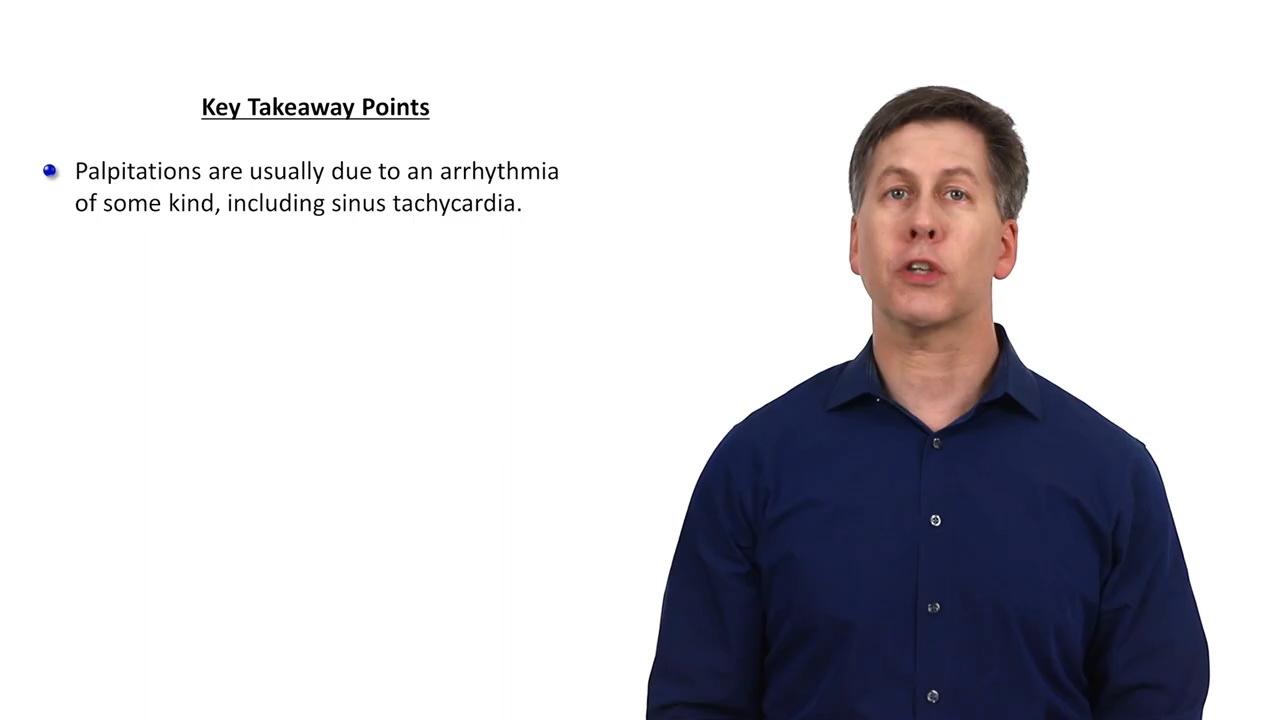 Key Takeaway Points
Palpitations are usually due to an arrhythmia
of some kind, including sinus tachycardia.